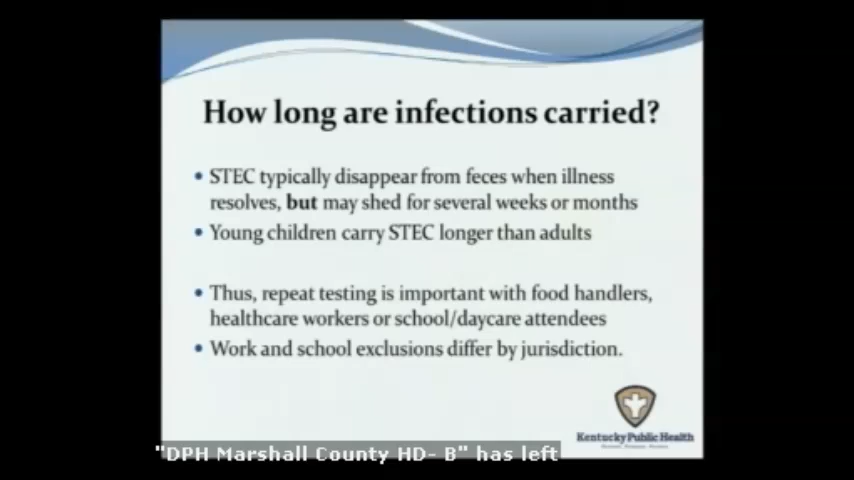 How long are infections carried?
• STEC typically disappear from feces when illness
resolves, but may shed for several weeks or months
• Young children carry STEC longer than adults
• Thus, repeat testing is important with food handlers,
healthcare workers or school/daycare attendees
• Work and school exclusions differ by jurisdiction.
Kentucky Public Health
"DPH Marshall County HD- B" has left